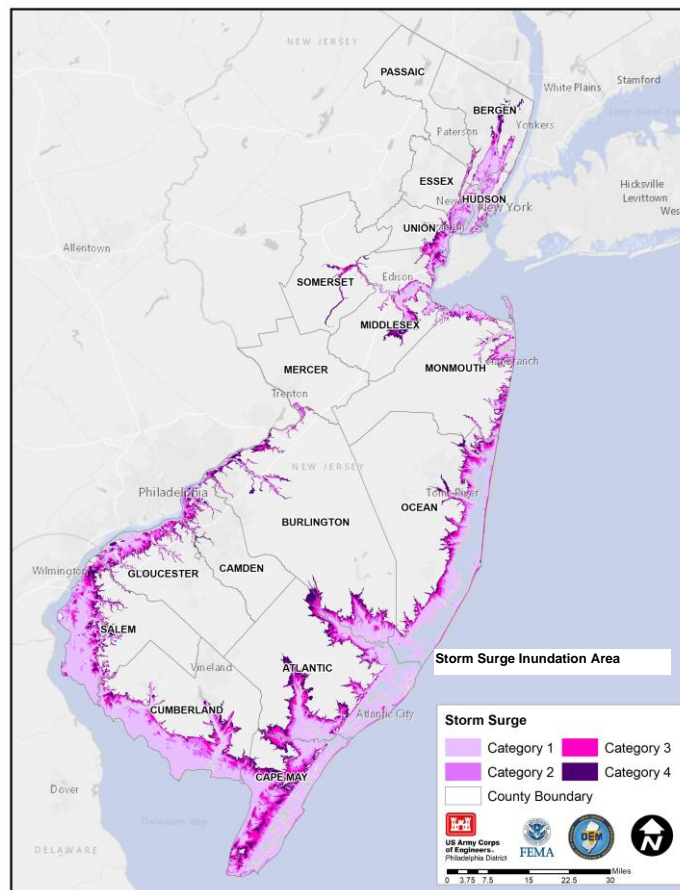 NEW JERSEY
PASSAIC
White Plains
Stamford
BERGEN
Paterson
Yonkers
ESSEX
HUDSON
New York
Hicksville
Levittown
UNION
Allentown
SOMERSET
Edison
MIDDLESEX
MERCER
MONMOUTH
Trenton
NEW JERSEY
Philadelphia
OCEAN
BURLINGTON
Wilmington
GLOUCESTER
CAMDEN
SALEM
Storm Surge Inundation Area
Vineland
ATLANTIC
CUMBERLAND
Atlantic City
CAPE MAY
Dover
Delaware Bay
DELAWARE
Storm Surge
Category 1
Category 3
Category 2
Category 4
County Boundary
US Army Corps
of Engineers.
Philadelphia District
FEMA
OEM
N
Miles
0 3.75 7.5 15 22.5 30